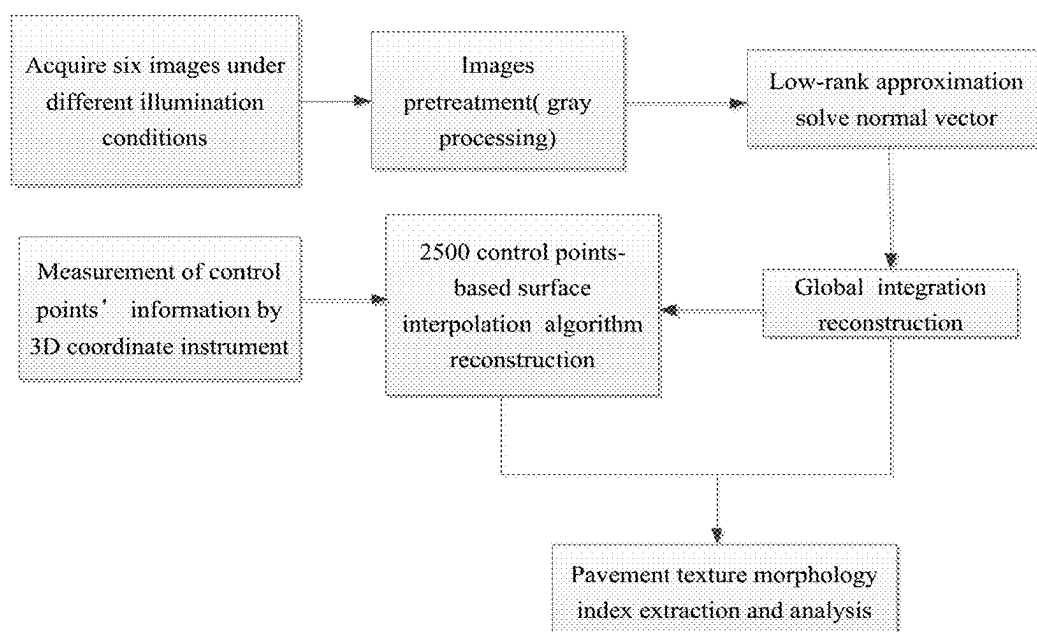 Acquire six images under
different illumination
conditions
Images
pretreatment( gray
processing)
Low-rank approximation
solve normal vector
Measurement of control
points' information by
3D coordinate instrument
2500 control points-
based surface
interpolation algorithm
reconstruction
Global integration
reconstruction
Pavement texture morphology
index extraction and analysis